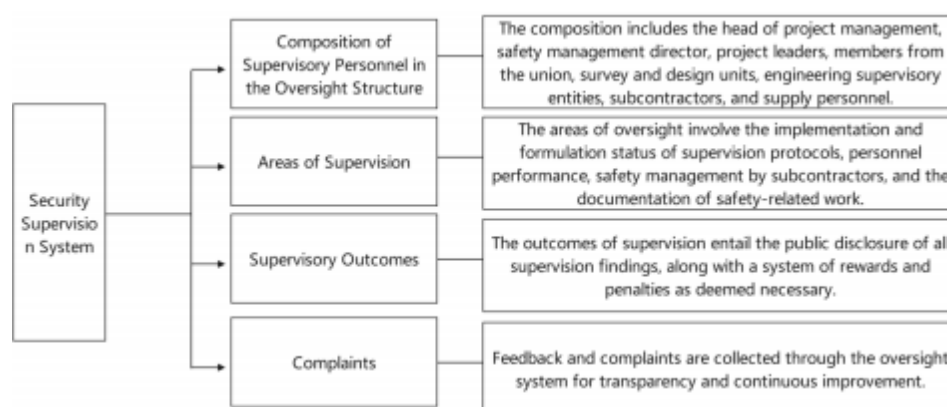 Security
Supervisio
n System
Composition of
Supervisory Personnel in
the Oversight Structure
The composition includes the head of project management,
safety management director, project leaders, members from
the union, survey and design units, engineering supervisory
entities, subcontractors, and supply personnel.
Areas of Supervision
The areas of oversight involve the implementation and
formulation status of supervision protocols, personnel
performance, safety management by subcontractors, and the
documentation of safety-related work.
Supervisory Outcomes
The outcomes of supervision entail the public disclosure of all
supervision findings, along with a system of rewards and
penalties as deemed necessary.
Complaints
Feedback and complaints are collected through the oversight
system for transparency and continuous improvement.